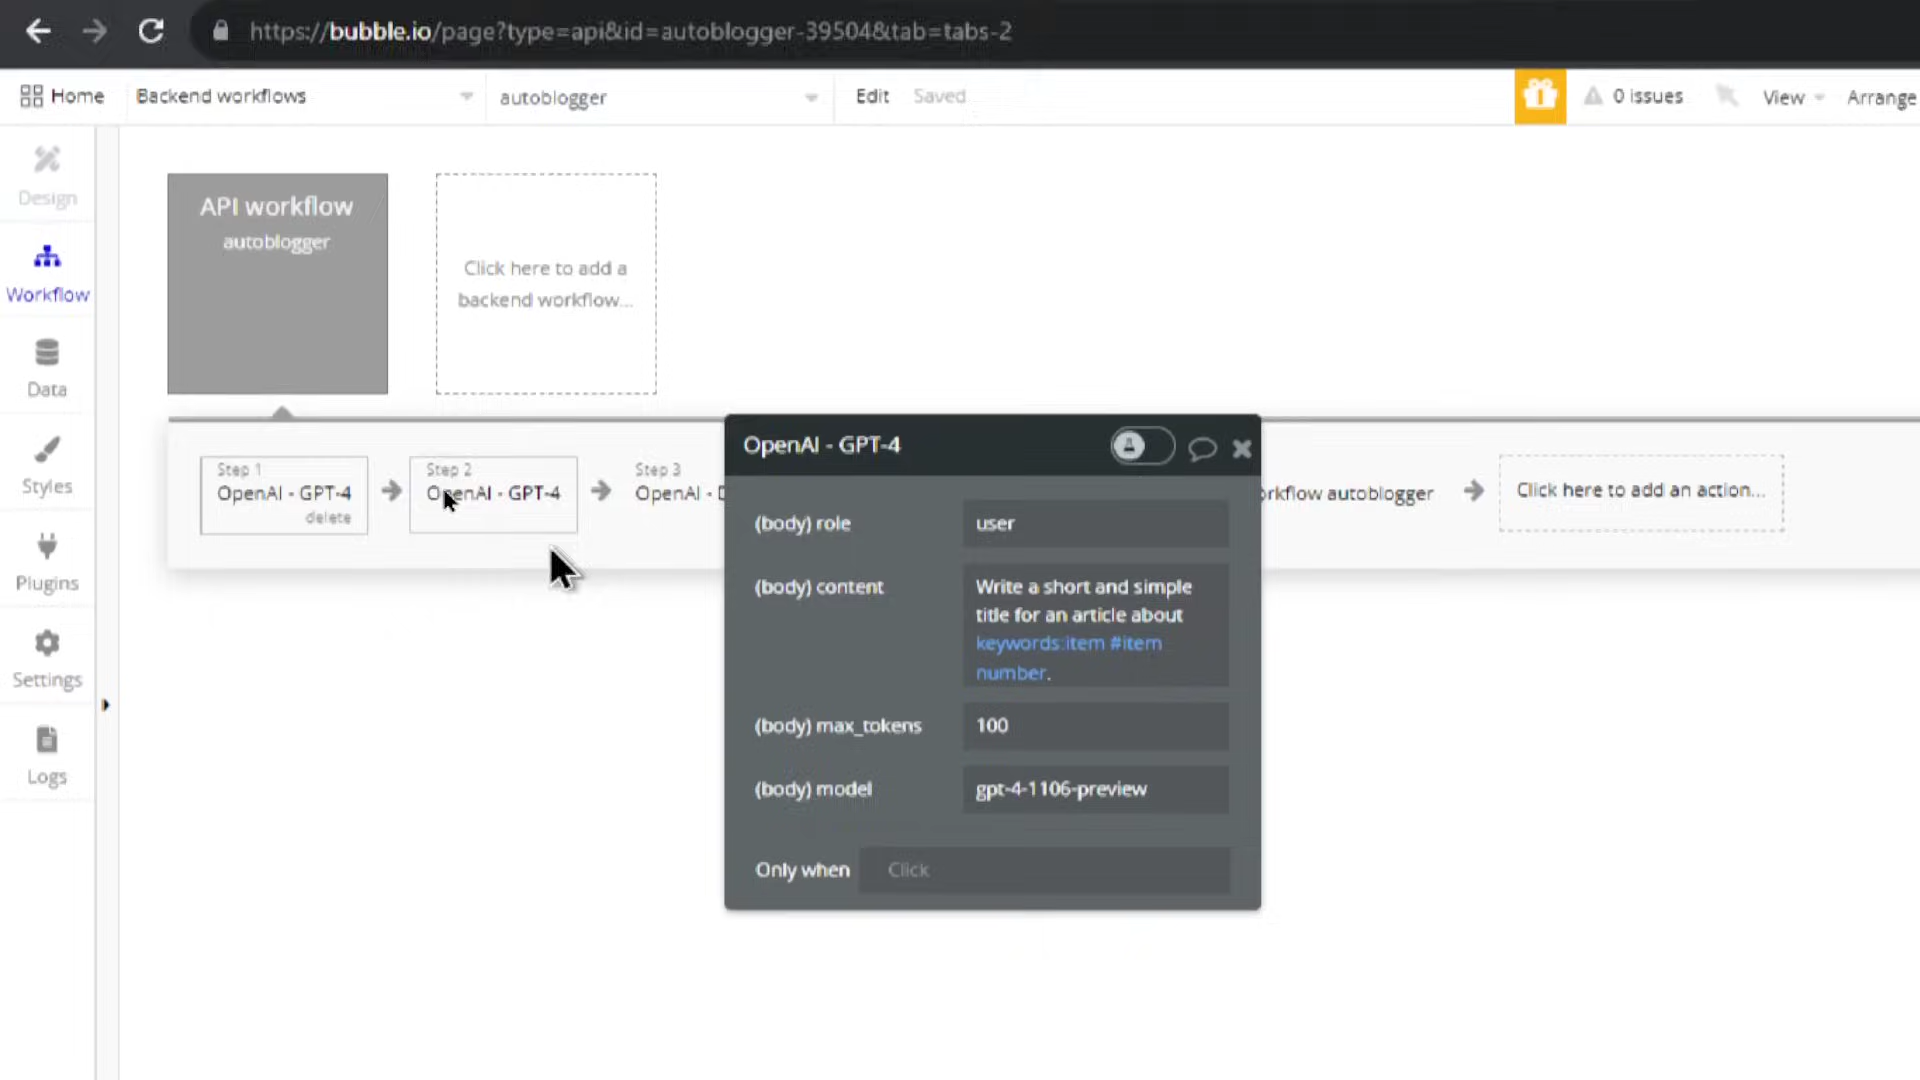 https://bubble.io/page?type=api&id=autoblogger-39504&tab=tabs-2
Home
Backend workflows
autoblogger
Edit
Saved
0 issues
View
Arrange
Design
Workflow
Data
Styles
Plugins
Settings
Logs
API workflow
autoblogger
Click here to add a
backend workflow...
Step 1
OpenAI - GPT-4
delete
Step 2
OpenAI - GPT-4
Step 3
OpenAI -
orkflow autoblogger
Click here to add an action...
OpenAI - GPT-4
(body) role
user
(body) content
Write a short and simple
title for an article about
keywords:item #item
number.
(body) max_tokens
100
(body) model
gpt-4-1106-preview
Only when
Click